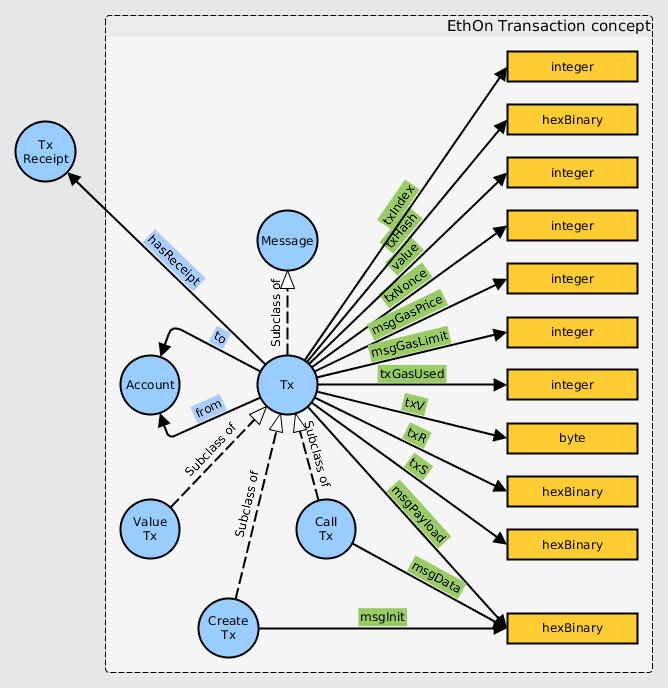 EthOn Transaction concept
integer
hexBinary
Tx
Receipt
integer
txIndex
integer
txHash
Message
hasReceipt
value
integer
txNonce
msgGasPrice
Subclass of
integer
to
msgGasLimit
txGasUsed
Account
Tx
integer
from
txV
byte
Subclass of
Subclass of
txR
txS
hexBinary
Subclass of
msgPayload
Value
Tx
Call
Tx
hexBinary
msgData
Create
Tx
msgInit
hexBinary